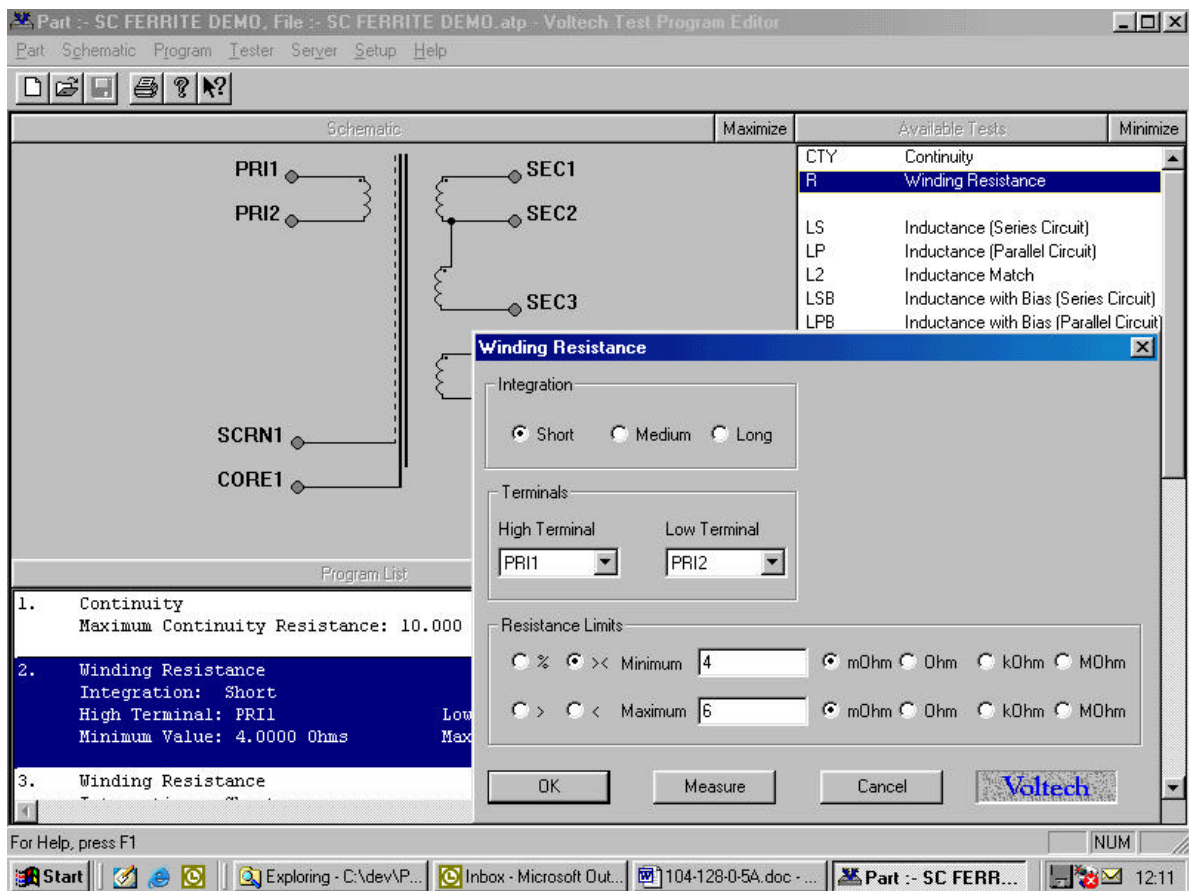 Part :- SC FERRITE DEMO, File :- SC FERRITE DEMO.atp - Voltech Test Program Editor
Part Schematic Program Tester Server Setup Help
Schematic
Maximize
Available Tests
Minimize
PRI1
PRI2
SEC1
SEC2
SEC3
SCRN1
CORE1
CTY Continuity
R Winding Resistance
LS Inductance (Series Circuit)
LP Inductance (Parallel Circuit)
L2 Inductance Match
LSB Inductance with Bias (Series Circuit)
LPB Inductance with Bias (Parallel Circuit)
Program List
1. Continuity
Maximum Continuity Resistance: 10.000
2. Winding Resistance
Integration: Short
High Terminal: PRI1 Low
Minimum Value: 4.0000 Ohms Max
3. Winding Resistance
Winding Resistance
Integration
Short Medium Long
Terminals
High Terminal Low Terminal
PRI1 PRI2
Resistance Limits
% >< Minimum 4 mOhm Ohm kOhm MOhm
> < Maximum 6 mOhm Ohm kOhm MOhm
OK Measure Cancel Voltech
For Help, press F1
NUM
Start
Exploring - C:\dev\P...
Inbox - Microsoft Out...
104-128-0-5A.doc - ...
Part :- SC FERR...
12:11